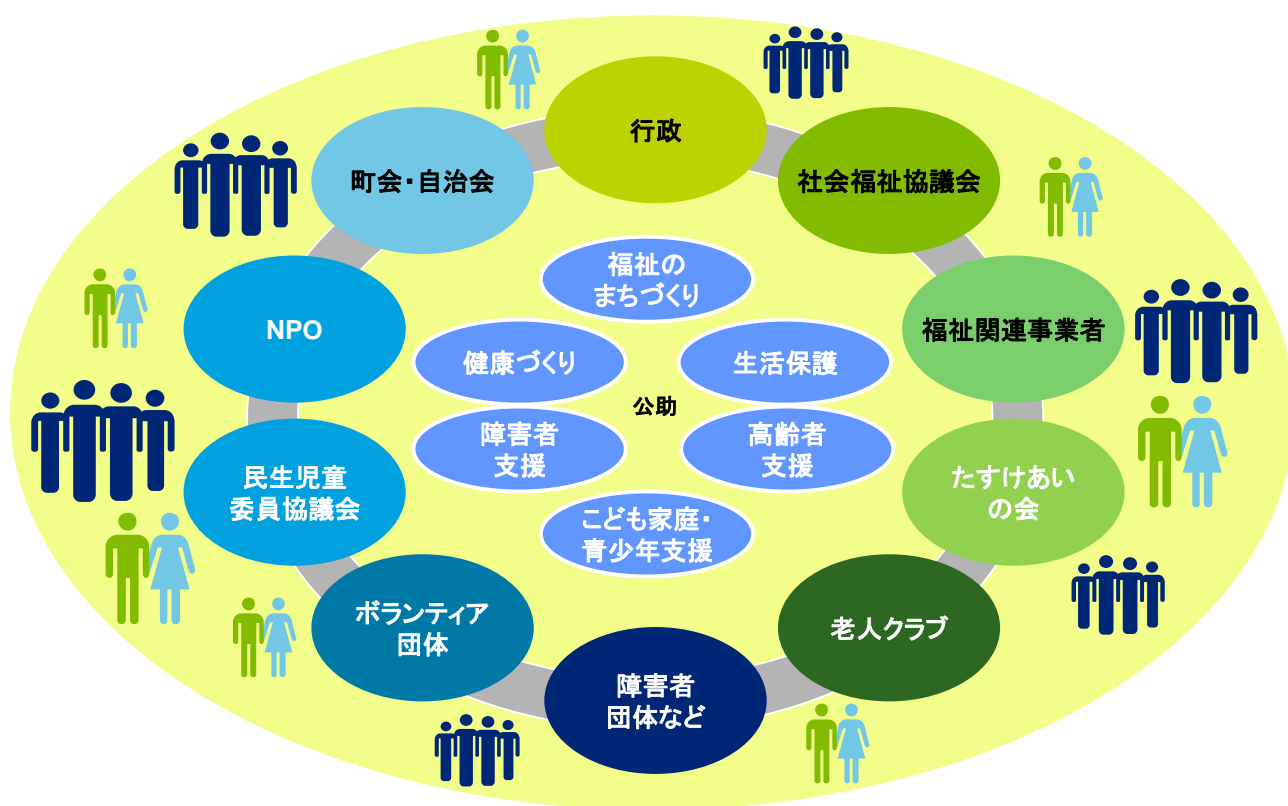 行政
町会・自治会
社会福祉協議会
福祉の
まちづくり
NPO
福祉関連事業者
健康づくり
生活保護
公助
障害者
支援
高齢者
支援
民生児童
委員協議会
たすけあい
の会
こども家庭・
青少年支援
ボランティア
団体
老人クラブ
障害者
団体など